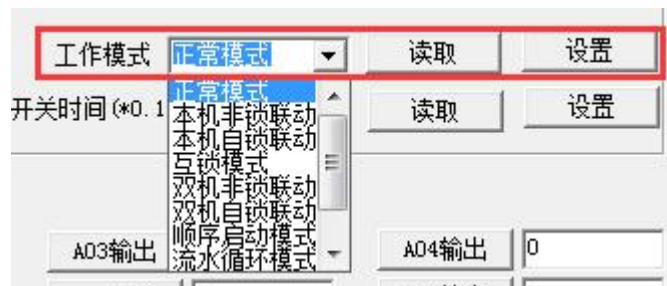 工作模式 正常模式 读取 设置
开关时间(*0.1 读取 设置
正常模式
本机非锁联动
本机自锁联动
互锁模式
双机非锁联动
双机自锁联动
顺序启动模式
流水循环模式
AO3输出 AO4输出 0